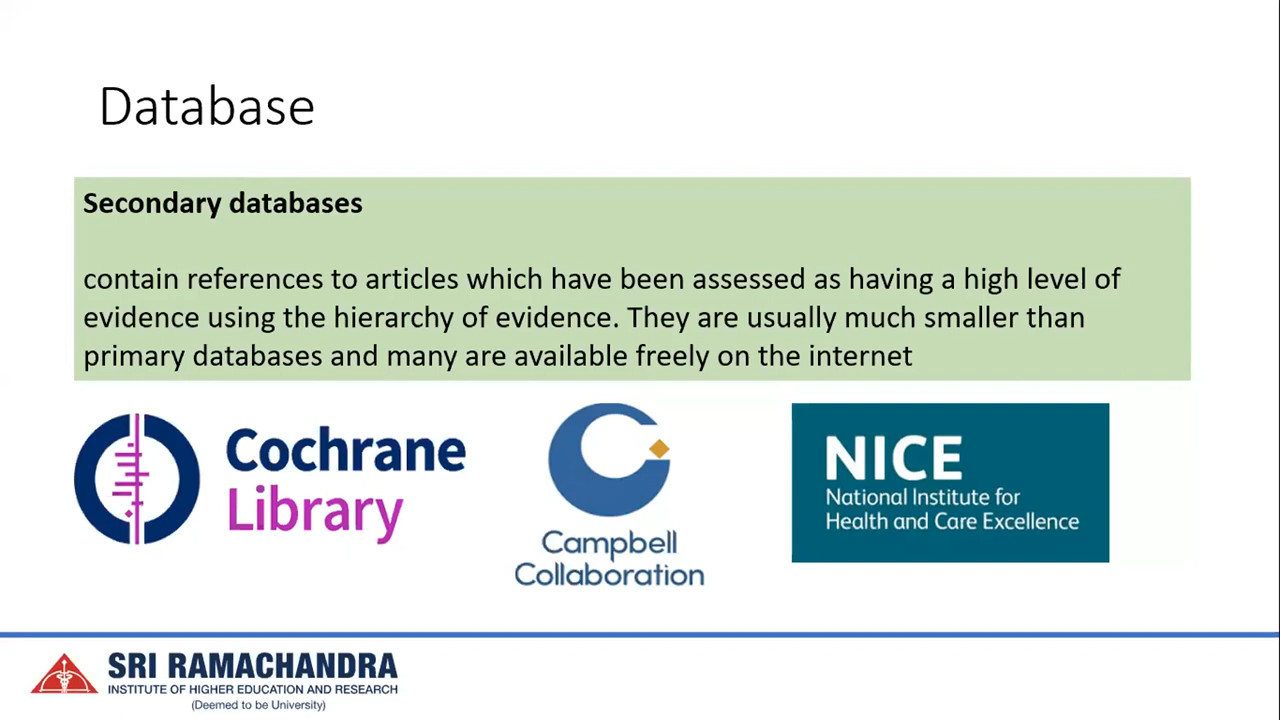 Database
Secondary databases
contain references to articles which have been assessed as having a high level of
evidence using the hierarchy of evidence. They are usually much smaller than
primary databases and many are available freely on the internet
Cochrane
Library
Campbell
Collaboration
NICE
National Institute for
Health and Care Excellence
SRI RAMACHANDRA
INSTITUTE OF HIGHER EDUCATION AND RESEARCH
(Deemed to be University)